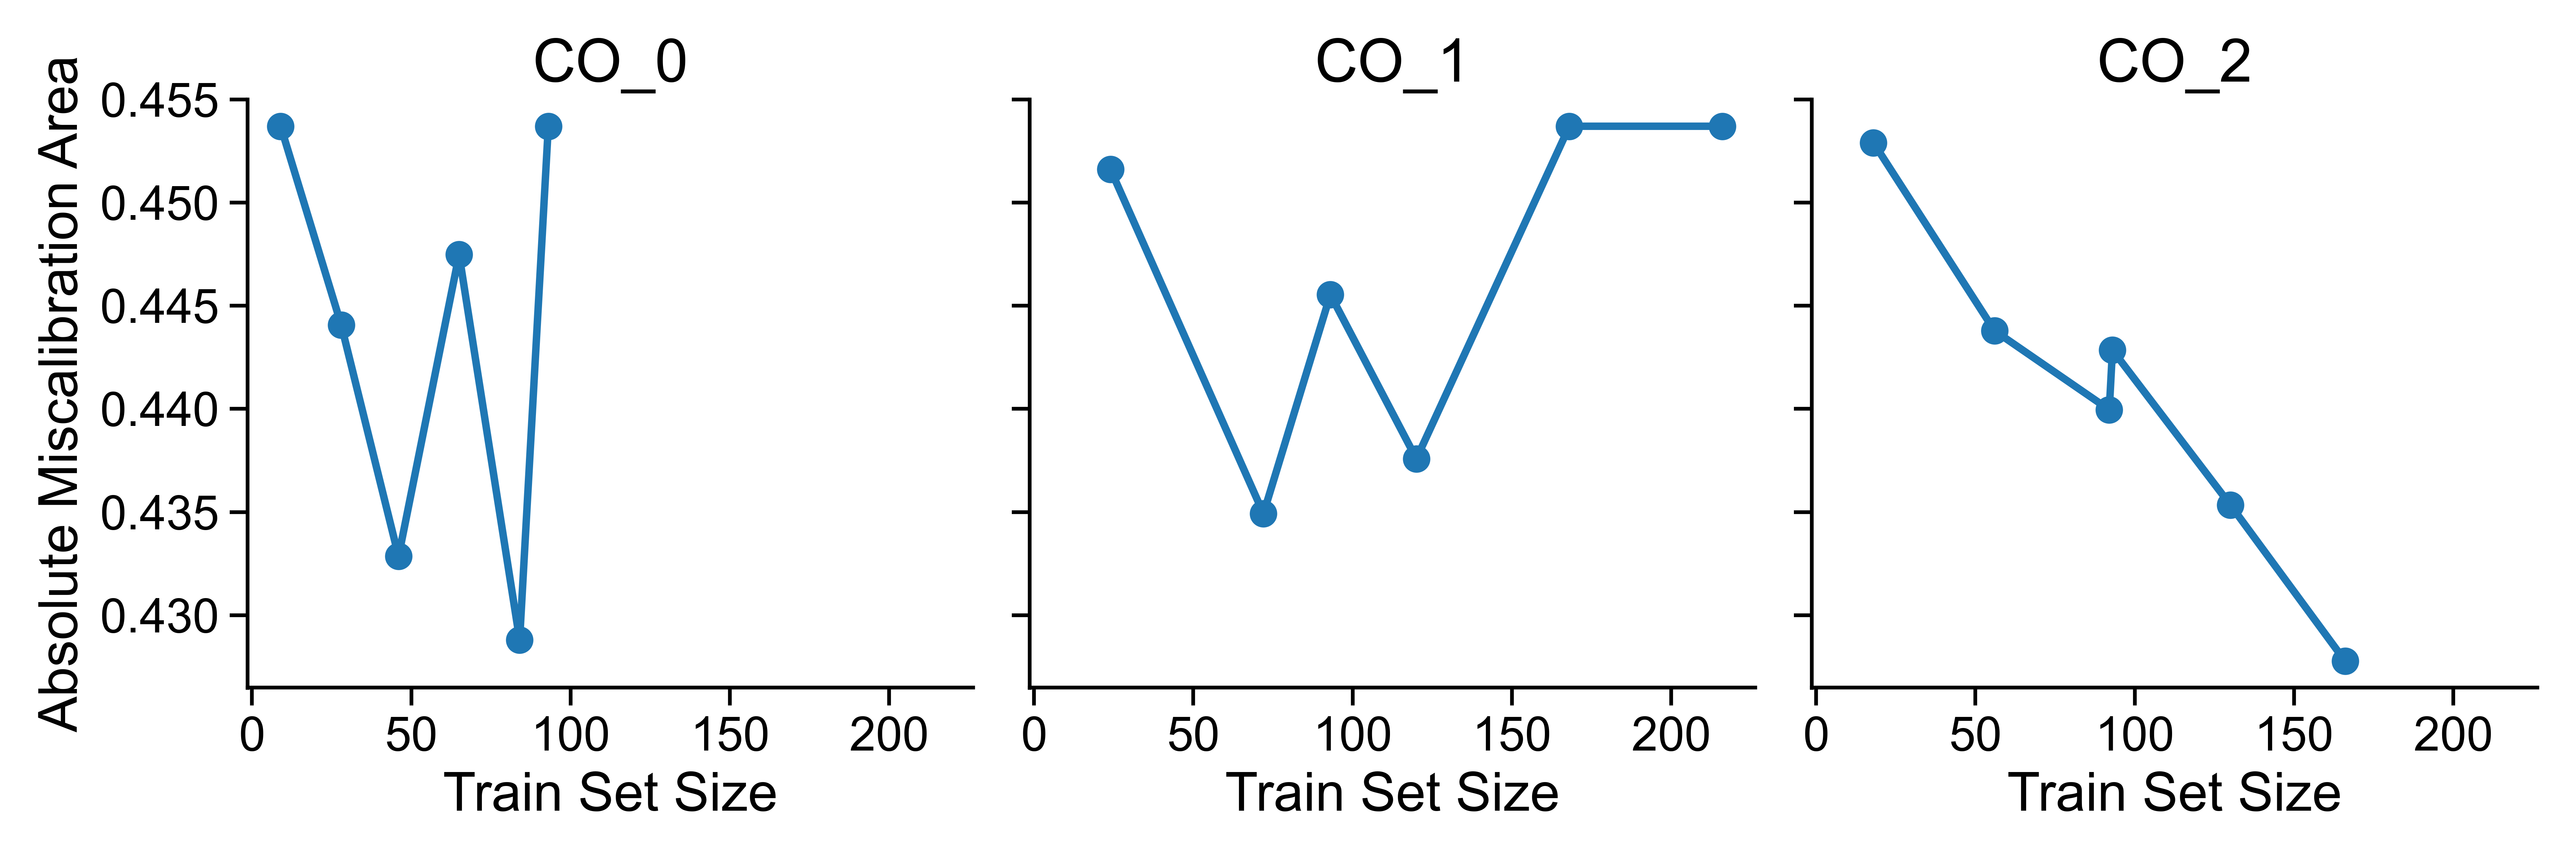 CO_0
CO_1
CO_2
Absolute Miscalibration Area
0.455
0.450
0.445
0.440
0.435
0.430
0 50 100 150 200
0 50 100 150 200
0 50 100 150 200
Train Set Size
Train Set Size
Train Set Size